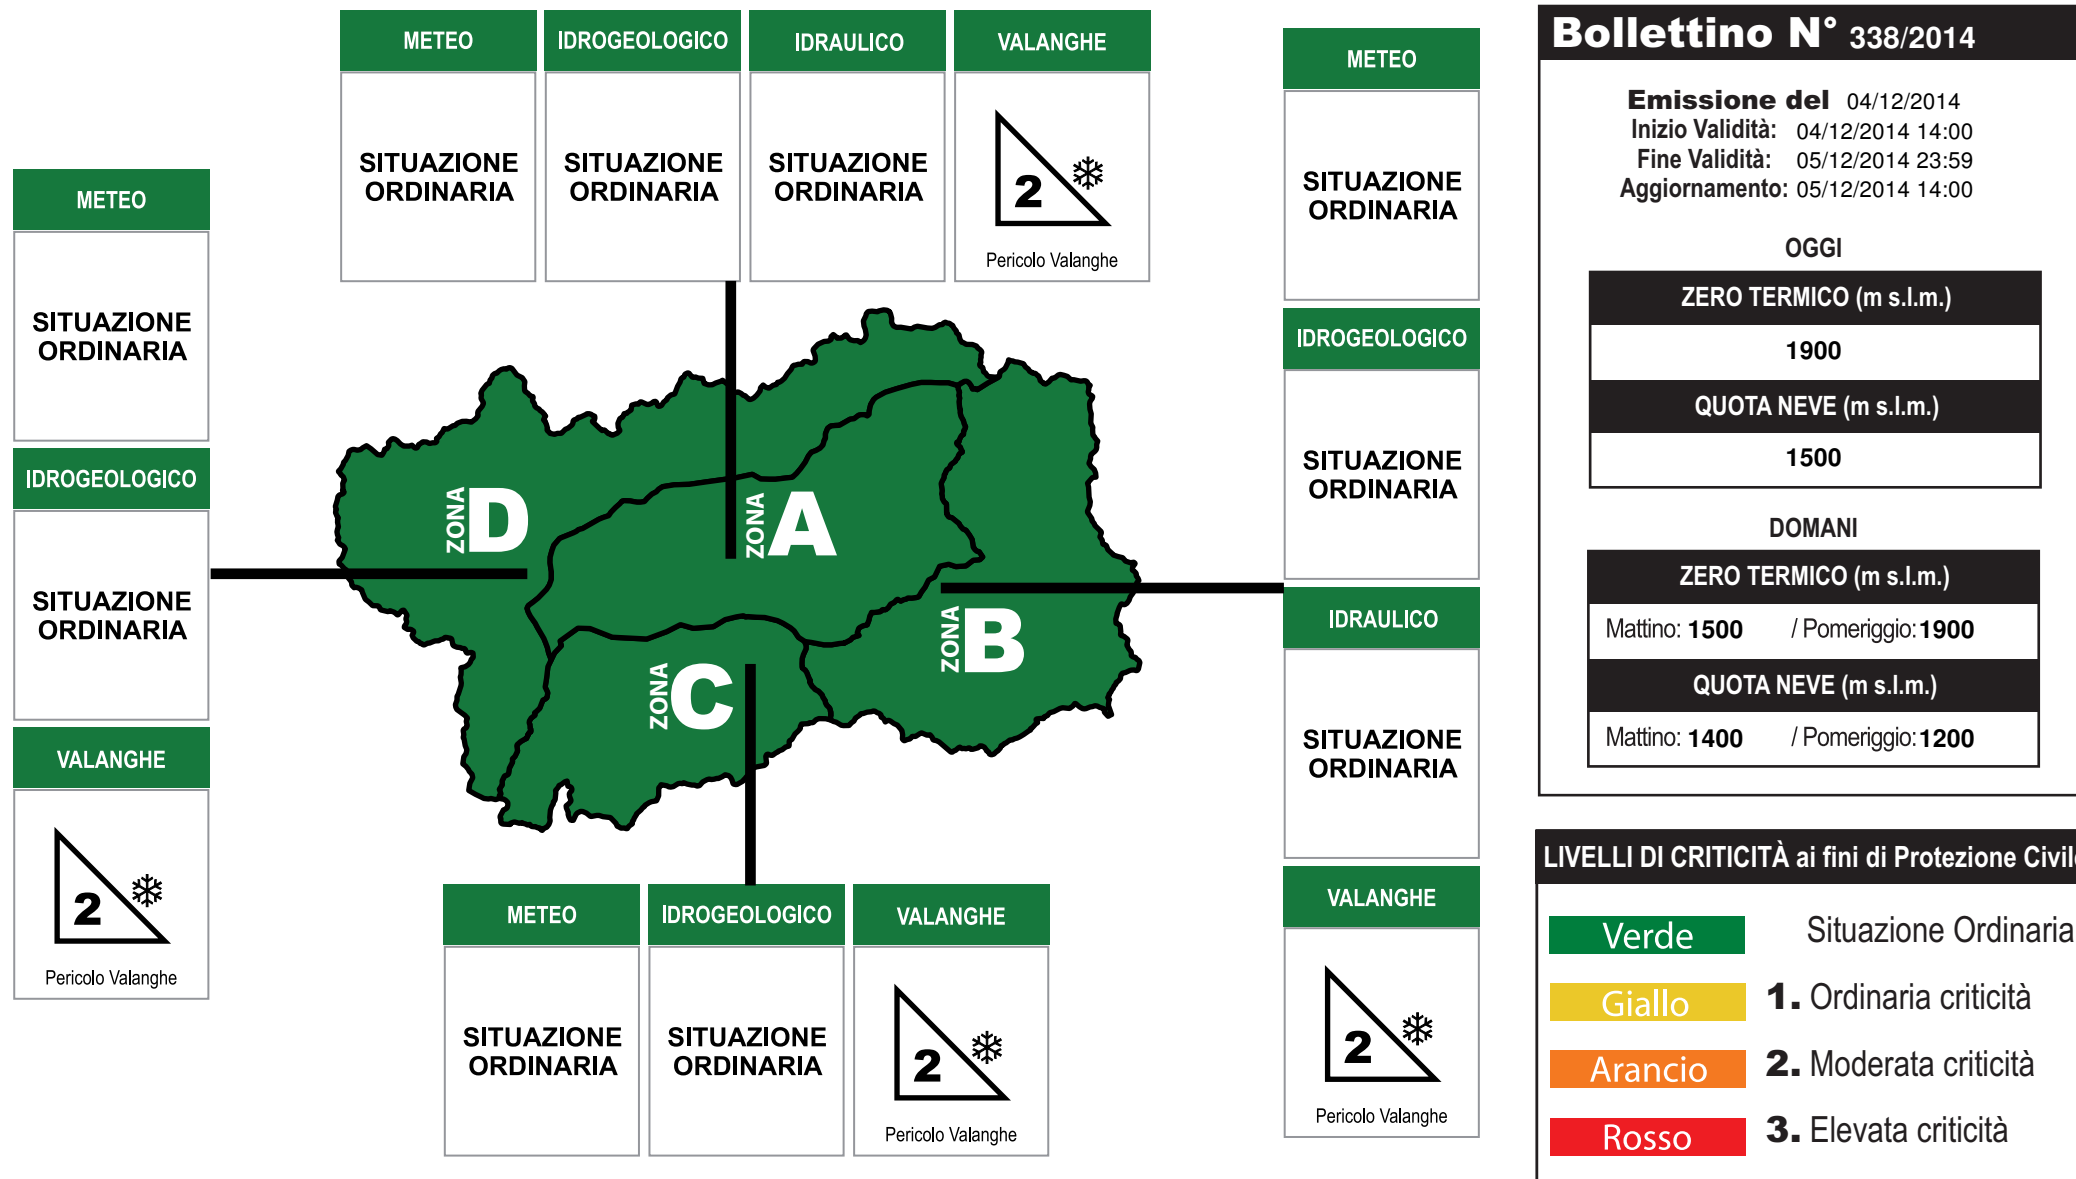 METEO
IDROGEOLOGICO
IDRAULICO
VALANGHE
SITUAZIONE
ORDINARIA
SITUAZIONE
ORDINARIA
SITUAZIONE
ORDINARIA
2
Pericolo Valanghe
METEO
SITUAZIONE
ORDINARIA
IDROGEOLOGICO
SITUAZIONE
ORDINARIA
VALANGHE
2
Pericolo Valanghe
ZONA D
ZONA A
ZONA B
ZONA C
METEO
IDROGEOLOGICO
VALANGHE
SITUAZIONE
ORDINARIA
SITUAZIONE
ORDINARIA
2
Pericolo Valanghe
METEO
SITUAZIONE
ORDINARIA
IDROGEOLOGICO
SITUAZIONE
ORDINARIA
IDRAULICO
SITUAZIONE
ORDINARIA
VALANGHE
2
Pericolo Valanghe
Bollettino N° 338/2014
Emissione del 04/12/2014
Inizio Validità: 04/12/2014 14:00
Fine Validità: 05/12/2014 23:59
Aggiornamento: 05/12/2014 14:00
OGGI
ZERO TERMICO (m s.l.m.)
1900
QUOTA NEVE (m s.l.m.)
1500
DOMANI
ZERO TERMICO (m s.l.m.)
Mattino: 1500 / Pomeriggio: 1900
QUOTA NEVE (m s.l.m.)
Mattino: 1400 / Pomeriggio: 1200
LIVELLI DI CRITICITÀ ai fini di Protezione Civile
Verde Situazione Ordinaria
Giallo 1. Ordinaria criticità
Arancio 2. Moderata criticità
Rosso 3. Elevata criticità